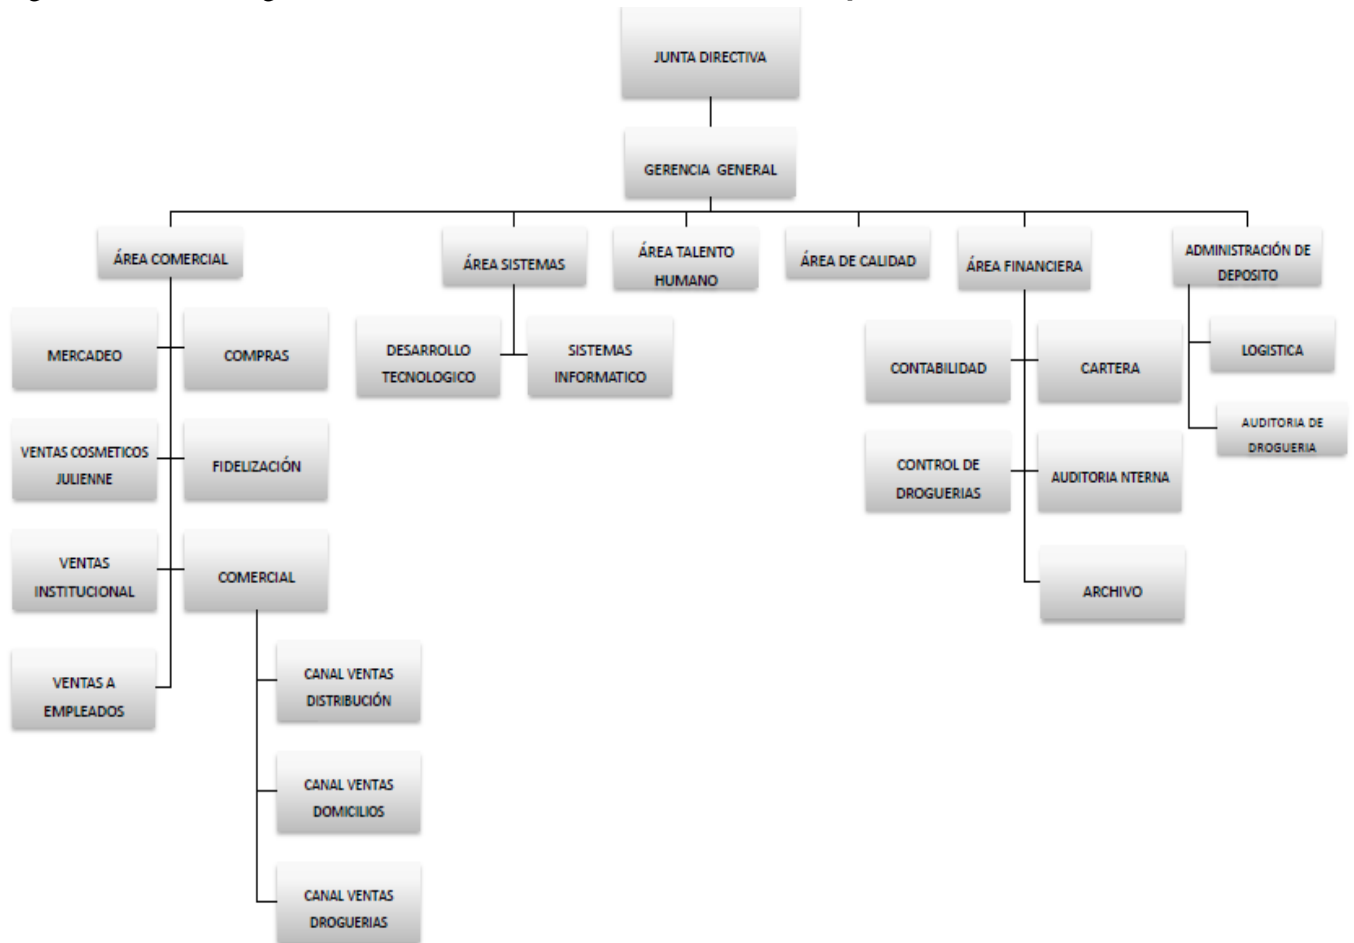 JUNTA DIRECTIVA
GERENCIA GENERAL
ÁREA COMERCIAL
ÁREA SISTEMAS
ÁREA TALENTO
HUMANO
ÁREA DE CALIDAD
ÁREA FINANCIERA
ADMINISTRACIÓN DE
DEPOSITO
MERCADEO
COMPRAS
VENTAS COSMETICOS
JULIENNE
FIDELIZACIÓN
VENTAS
INSTITUCIONAL
COMERCIAL
VENTAS A
EMPLEADOS
CANAL VENTAS
DISTRIBUCIÓN
CANAL VENTAS
DOMICILIOS
CANAL VENTAS
DROGUERIAS
DESARROLLO
TECNOLOGICO
SISTEMAS
INFORMATICO
CONTABILIDAD
CARTERA
CONTROL DE
DROGUERIAS
AUDITORIA NTERNA
ARCHIVO
LOGISTICA
AUDITORIA DE
DROGUERIA